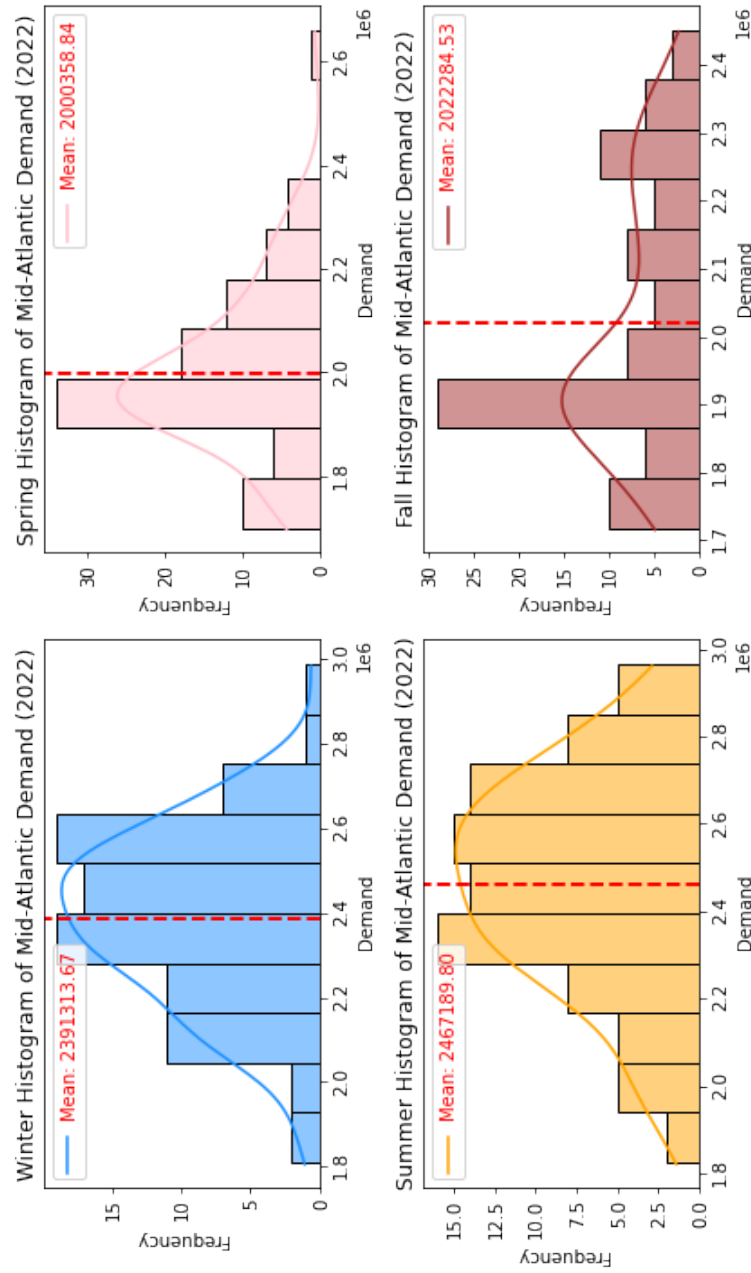 Winter Histogram of Mid-Atlantic Demand (2022)
Mean: 2391313.67
Frequency
15
10
5
0
1.8
2.0
2.2
2.4
2.6
2.8
3.0
1e6
Demand
Spring Histogram of Mid-Atlantic Demand (2022)
Mean: 2000358.84
Frequency
30
20
10
0
1.8
2.0
2.2
2.4
2.6
1e6
Demand
Summer Histogram of Mid-Atlantic Demand (2022)
Mean: 2467189.80
Frequency
15.0
12.5
10.0
7.5
5.0
2.5
0.0
1.8
2.0
2.2
2.4
2.6
2.8
3.0
1e6
Demand
Fall Histogram of Mid-Atlantic Demand (2022)
Mean: 2022284.53
Frequency
30
25
20
15
10
5
0
1.7
1.8
1.9
2.0
2.1
2.2
2.3
2.4
1e6
Demand